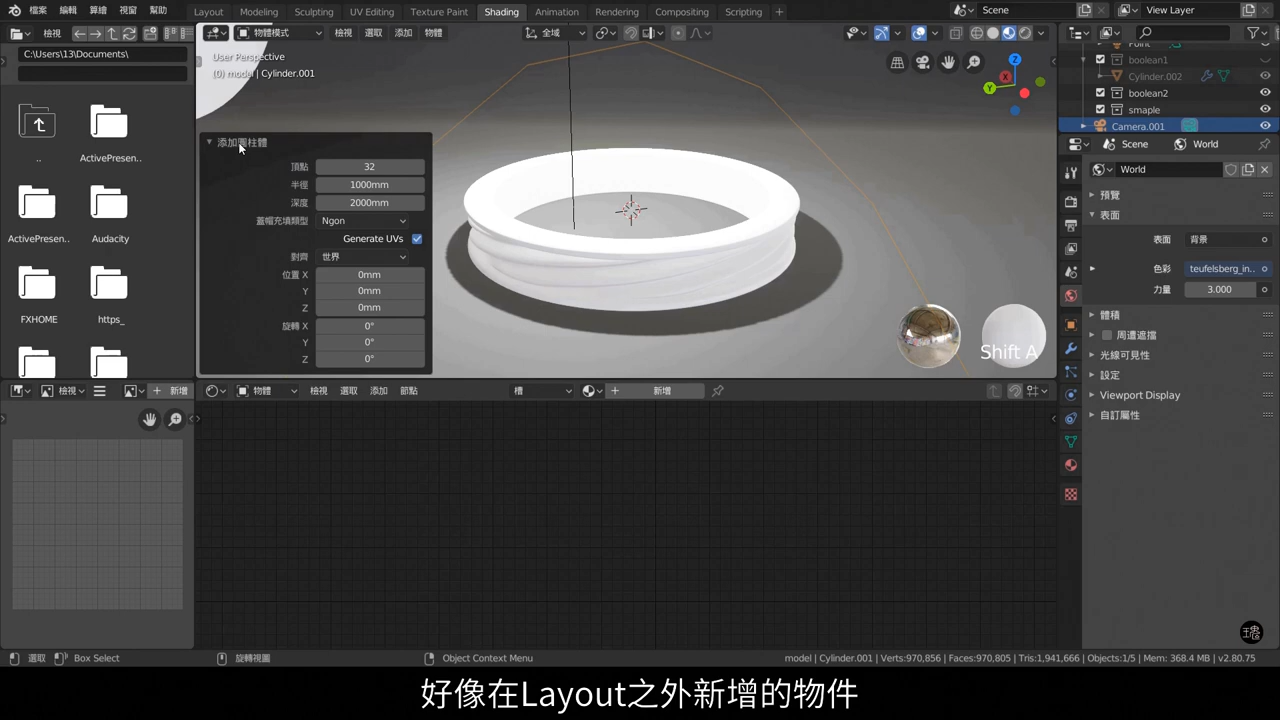 檔案 編輯 算繪 視窗 幫助 Layout Modeling Sculpting UV Editing Texture Paint Shading Animation Rendering Compositing Scripting + Scene View Layer
檢視
C:\Users\13\Documents\
..
ActivePresen..
ActivePresen..
Audacity
FXHOME
https_
物體模式 檢視 選取 添加 物體 全域
User Perspective
(0) model | Cylinder.001
添加圓柱體
頂點 32
半徑 1000mm
深度 2000mm
蓋帽充填類型 Ngon
Generate UVs
對齊 世界
位置 X 0mm
Y 0mm
Z 0mm
旋轉 X 0°
Y 0°
Z 0°
Z
X
Y
Shift A
boolean1
Cylinder.002
boolean2
smaple
Camera.001
Scene World
World
預覽
表面
表面 背景
色彩 teufelsberg_in..
力量 3.000
體積
周遭遮擋
光線可見性
設定
Viewport Display
自訂屬性
檢視 + 新增
物體 檢視 選取 添加 節點 槽 + 新增
瑰
選取 Box Select 旋轉視圖 Object Context Menu model | Cylinder.001 | Verts:970,856 | Faces:970,805 | Tris:1,941,666 | Objects:1/5 | Mem: 368.4 MB | v2.80.75
好像在Layout之外新增的物件